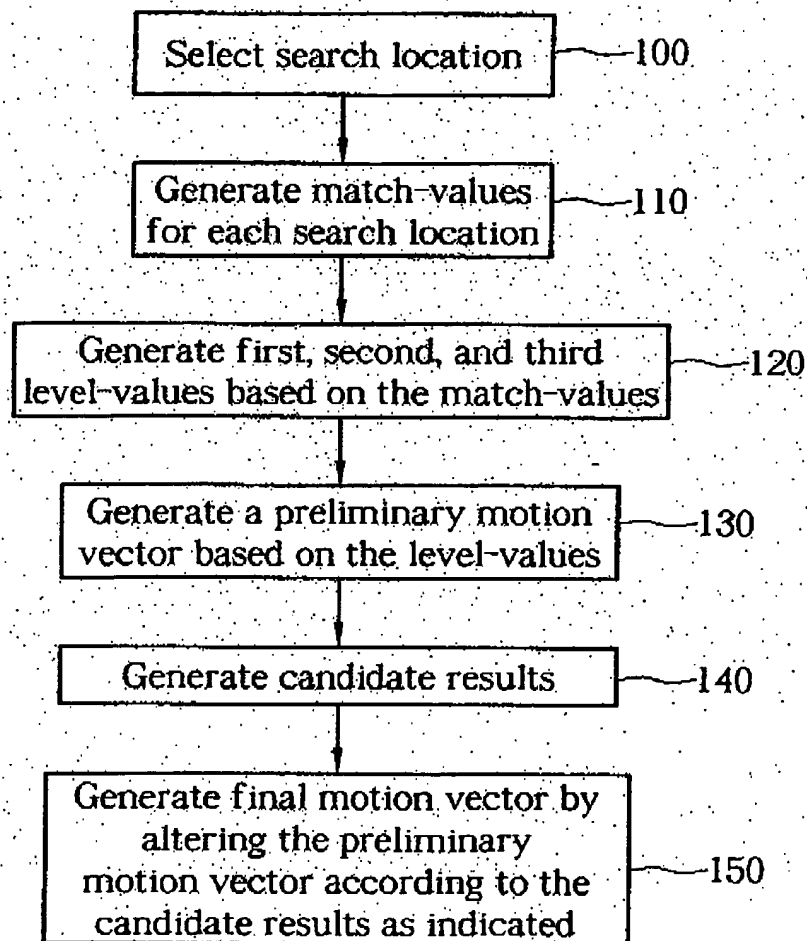 Select search location
100
Generate match-values
for each search location
110
Generate first, second, and third
level-values based on the match-values
120
Generate a preliminary motion
vector based on the level-values
130
Generate candidate results
140
Generate final motion vector by
altering the preliminary
motion vector according to the
candidate results as indicated
150